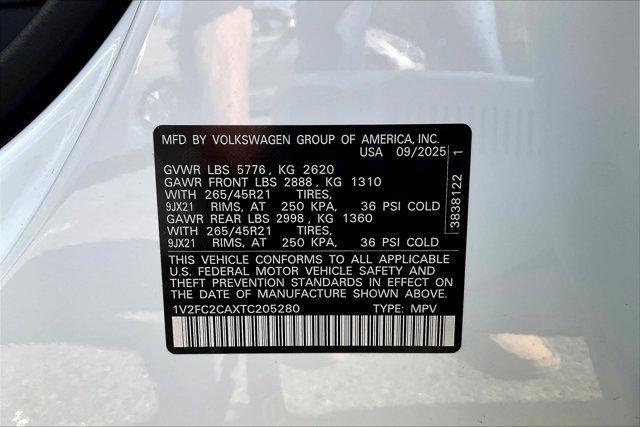 MFD BY VOLKSWAGEN GROUP OF AMERICA, INC.
USA 09/2025
GVWR LBS 5776, KG 2620
GAWR FRONT LBS 2888, KG 1310
WITH 265/45R21 TIRES,
9JX21 RIMS, AT 250 KPA, 36 PSI COLD
GAWR REAR LBS 2998, KG 1360
WITH 265/45R21 TIRES,
9JX21 RIMS, AT 250 KPA, 36 PSI COLD
3838122 1
THIS VEHICLE CONFORMS TO ALL APPLICABLE
U.S. FEDERAL MOTOR VEHICLE SAFETY AND
THEFT PREVENTION STANDARDS IN EFFECT ON
THE DATE OF MANUFACTURE SHOWN ABOVE.
1V2FC2CAXTC205280 TYPE: MPV